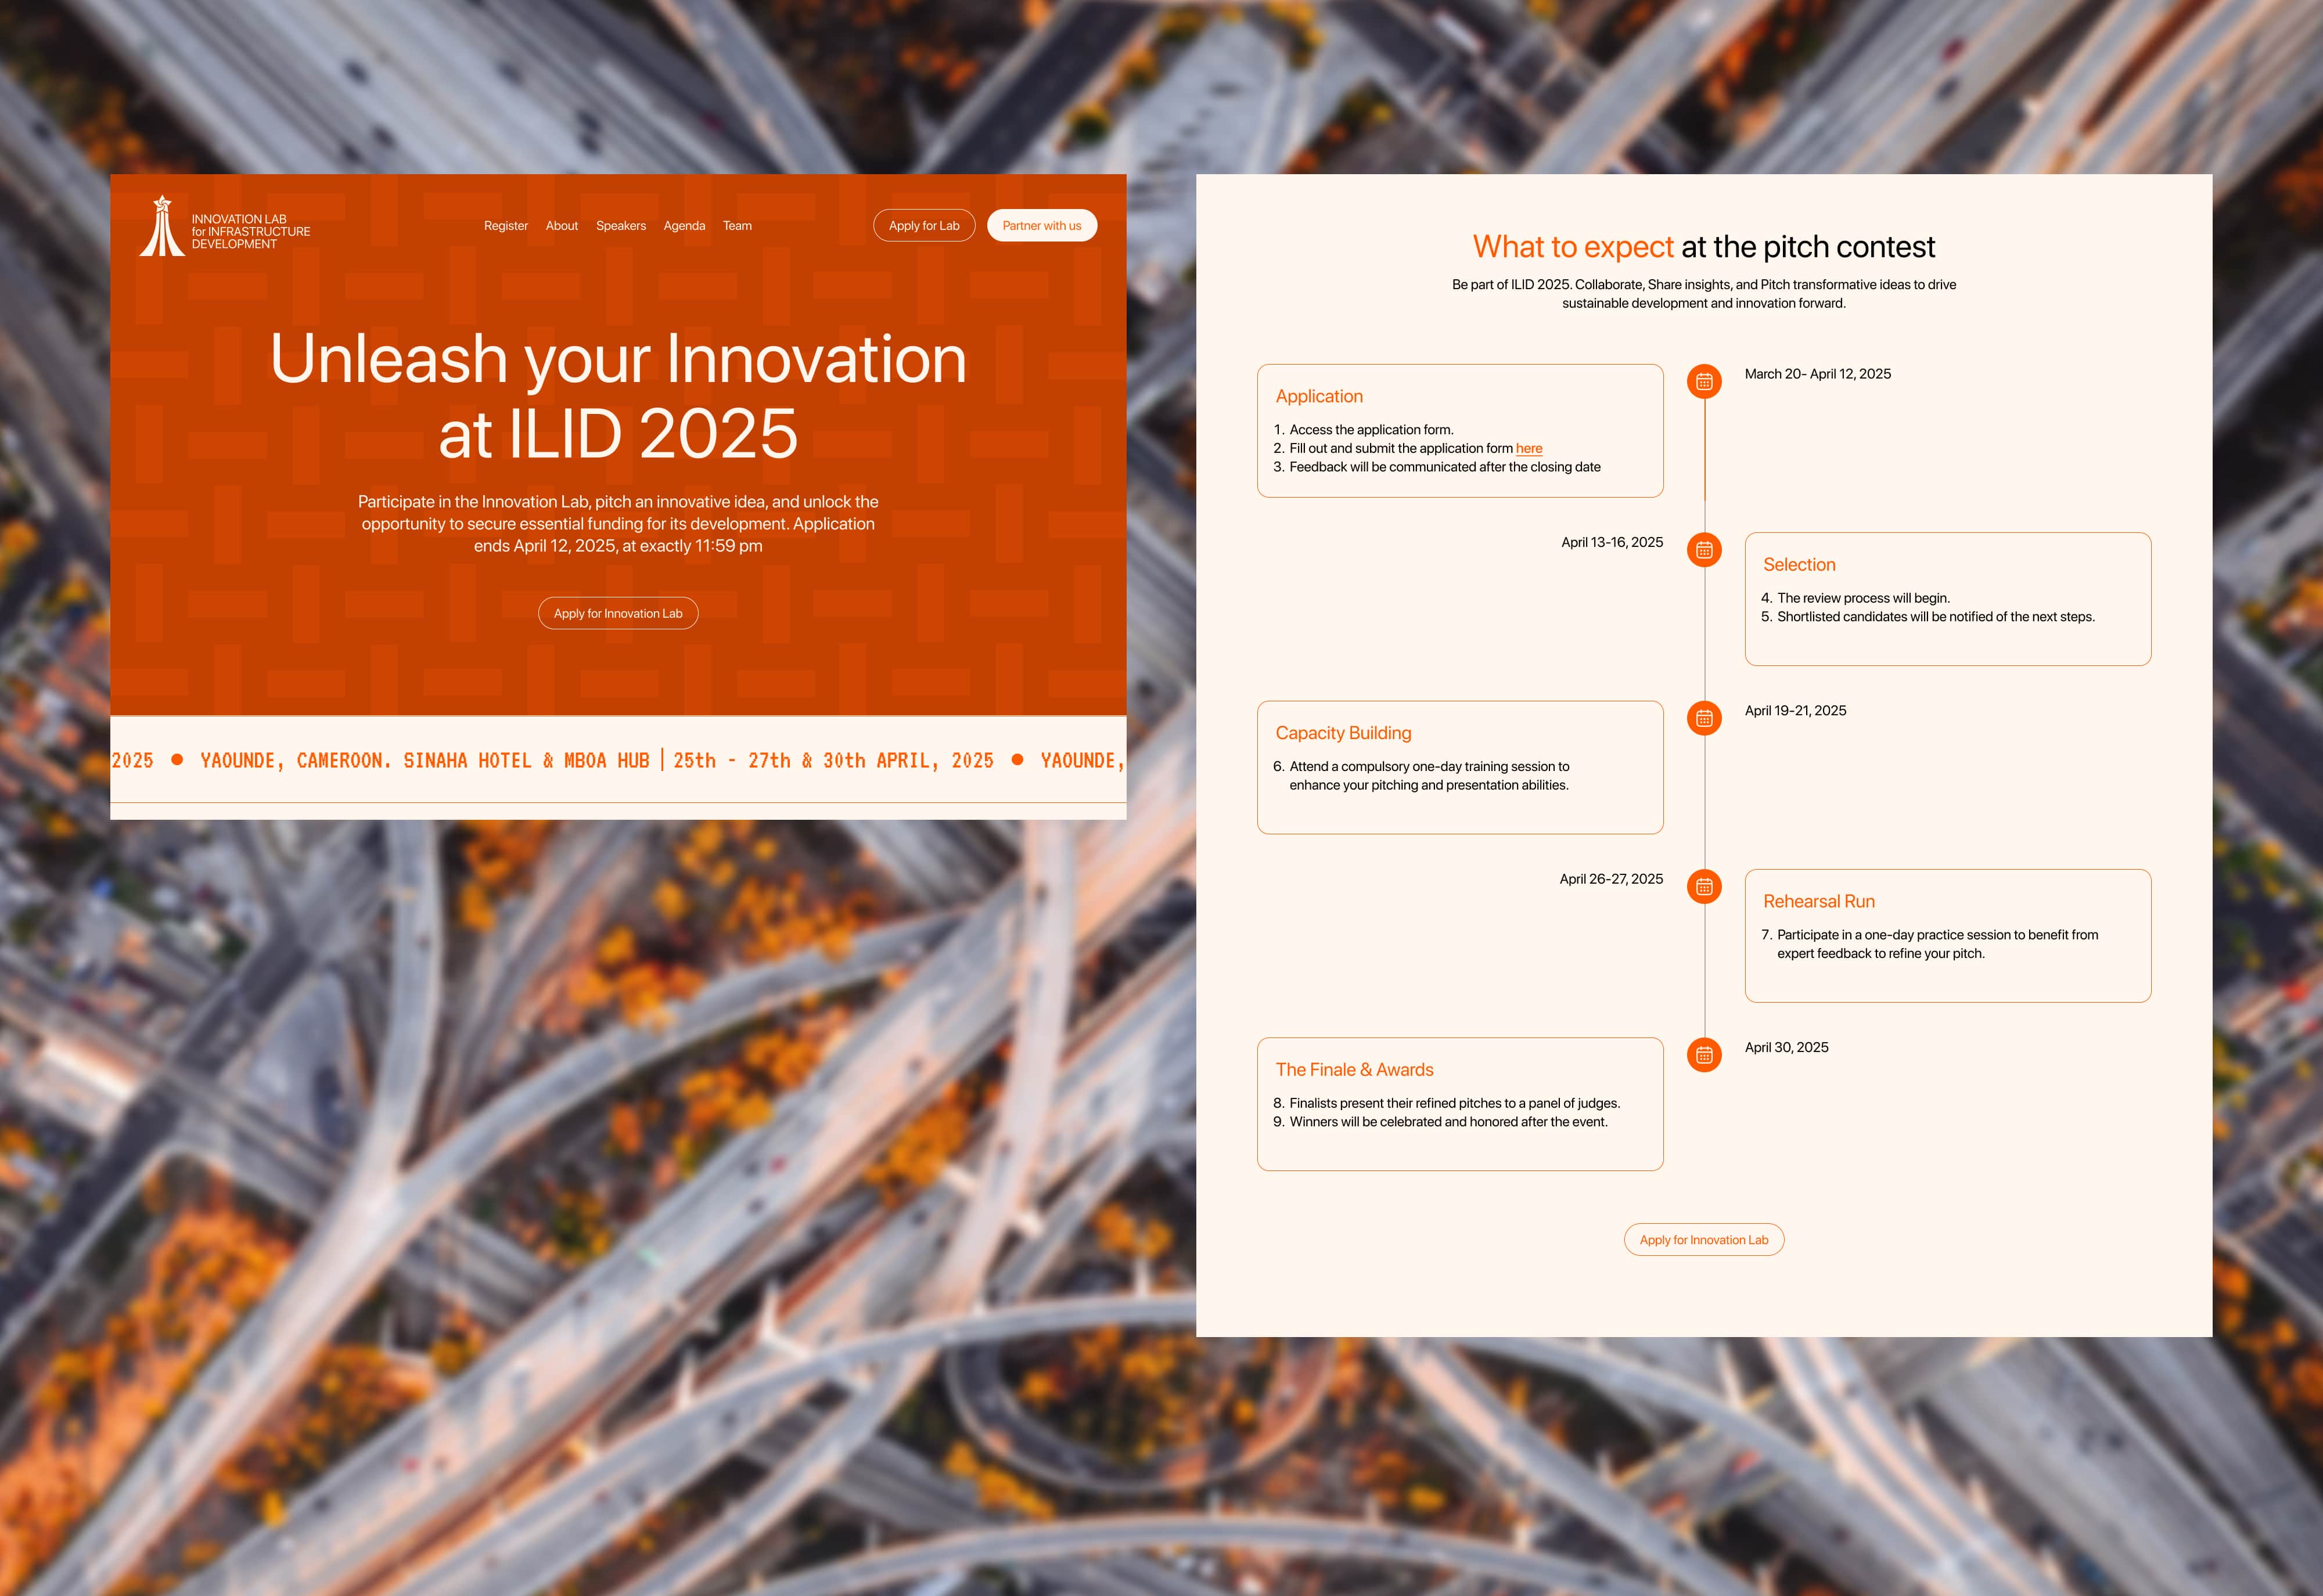 INNOVATION LAB
for INFRASTRUCTURE
DEVELOPMENT
Register About Speakers Agenda Team
Apply for Lab
Partner with us
Unleash your Innovation
at ILID 2025
Participate in the Innovation Lab, pitch an innovative idea, and unlock the
opportunity to secure essential funding for its development. Application
ends April 12, 2025, at exactly 11:59 pm
Apply for Innovation Lab
2025 ● YAOUNDE, CAMEROON. SINAHA HOTEL & MBOA HUB | 25th - 27th & 30th APRIL, 2025 ● YAOUNDE,
What to expect at the pitch contest
Be part of ILID 2025. Collaborate, Share insights, and Pitch transformative ideas to drive
sustainable development and innovation forward.
Application
1. Access the application form.
2. Fill out and submit the application form here
3. Feedback will be communicated after the closing date
March 20- April 12, 2025
April 13-16, 2025
Selection
4. The review process will begin.
5. Shortlisted candidates will be notified of the next steps.
Capacity Building
6. Attend a compulsory one-day training session to
enhance your pitching and presentation abilities.
April 19-21, 2025
April 26-27, 2025
Rehearsal Run
7. Participate in a one-day practice session to benefit from
expert feedback to refine your pitch.
The Finale & Awards
8. Finalists present their refined pitches to a panel of judges.
9. Winners will be celebrated and honored after the event.
April 30, 2025
Apply for Innovation Lab